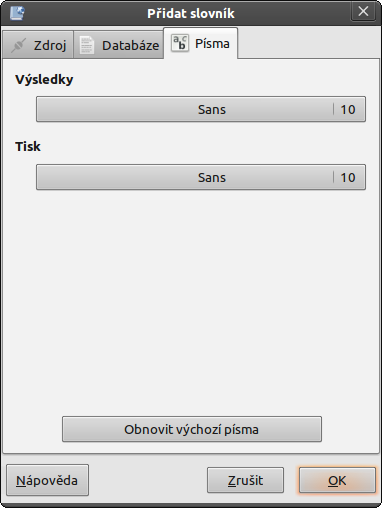 Přidat slovník
Zdroj Databáze Písma
Výsledky
Sans 10
Tisk
Sans 10
Obnovit výchozí písma
Nápověda Zrušit OK